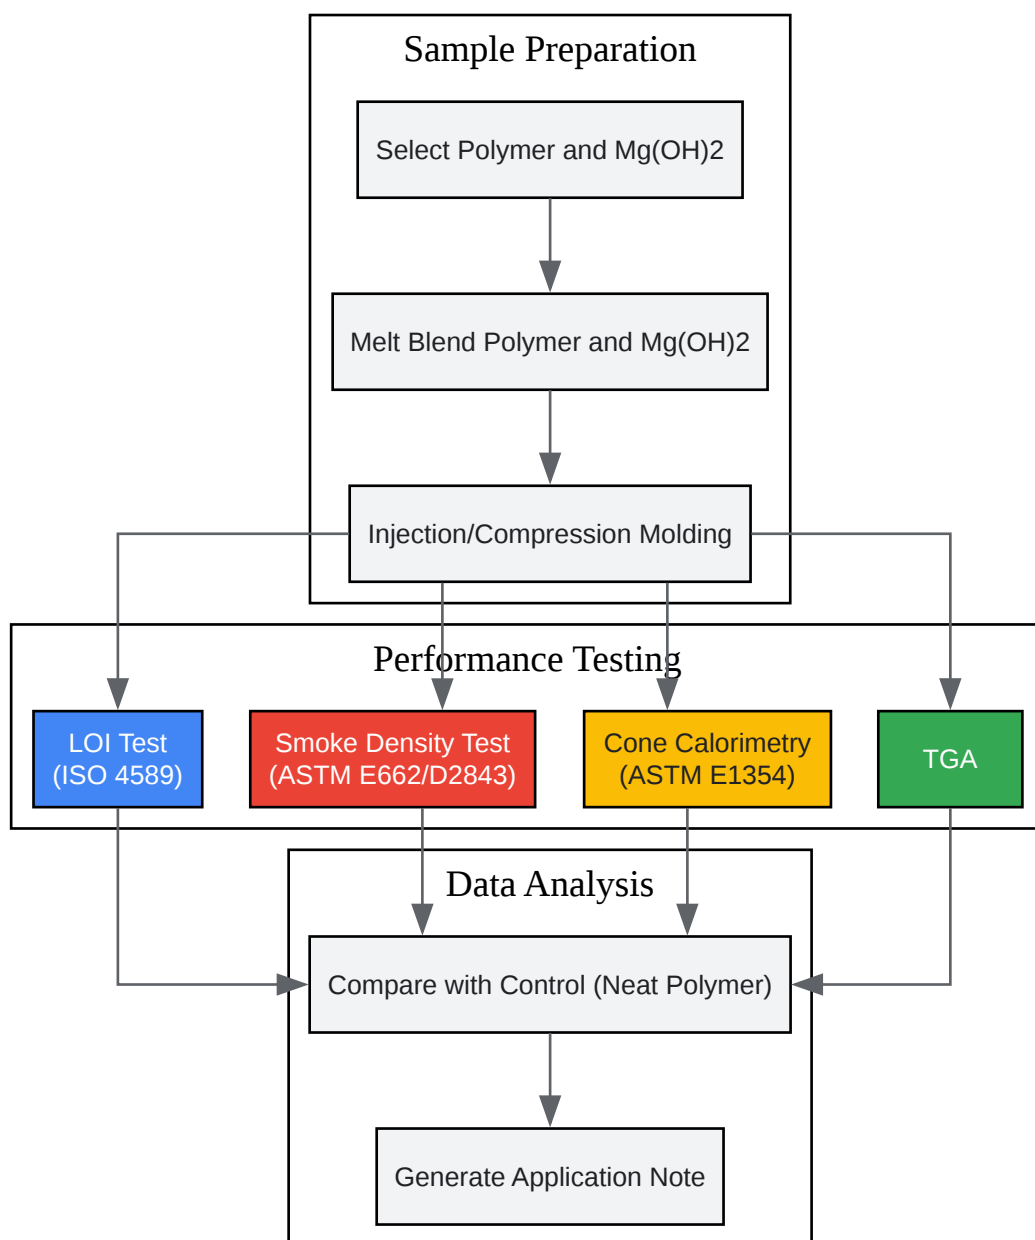 Sample Preparation
Select Polymer and Mg(OH)2
Melt Blend Polymer and Mg(OH)2
Injection/Compression Molding
Performance Testing
LOI Test
(ISO 4589)
Smoke Density Test
(ASTM E662/D2843)
Cone Calorimetry
(ASTM E1354)
TGA
Data Analysis
Compare with Control (Neat Polymer)
Generate Application Note